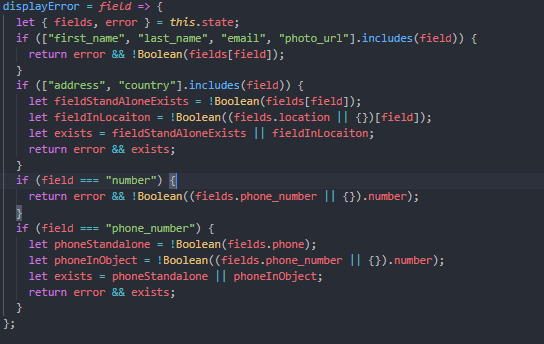 displayError = field => {
let { fields, error } = this.state;
if (["first_name", "last_name", "email", "photo_url"].includes(field)) {
return error && !Boolean(fields[field]);
}
if (["address", "country"].includes(field)) {
let fieldStandAloneExists = !Boolean(fields[field]);
let fieldInLocaiton = !Boolean((fields.location || {})[field]);
let exists = fieldStandAloneExists || fieldInLocaiton;
return error && exists;
}
if (field === "number") {
return error && !Boolean((fields.phone_number || {}).number);
}
if (field === "phone_number") {
let phoneStandalone = !Boolean(fields.phone);
let phoneInObject = !Boolean((fields.phone_number || {}).number);
let exists = phoneStandalone || phoneInObject;
return error && exists;
}
};